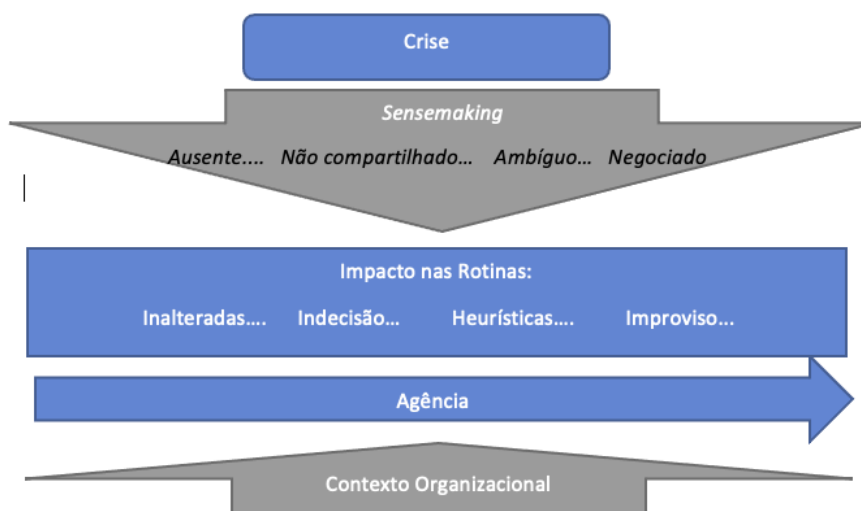 Crise
Sensemaking
Ausente.... Não compartilhado... Ambíguo... Negociado
Impacto nas Rotinas:
Inalteradas.... Indecisão... Heurísticas.... Improviso...
Agência
Contexto Organizacional